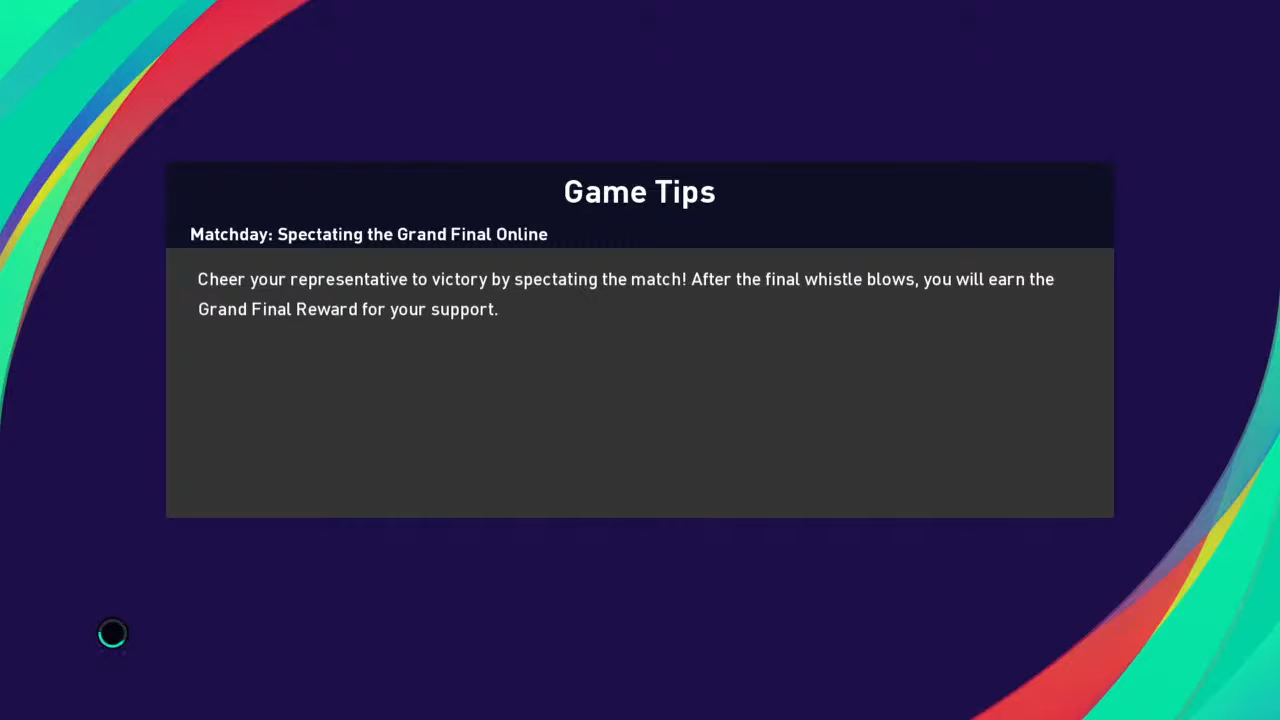 Game Tips
Matchday: Spectating the Grand Final Online
Cheer your representative to victory by spectating the match! After the final whistle blows, you will earn the
Grand Final Reward for your support.